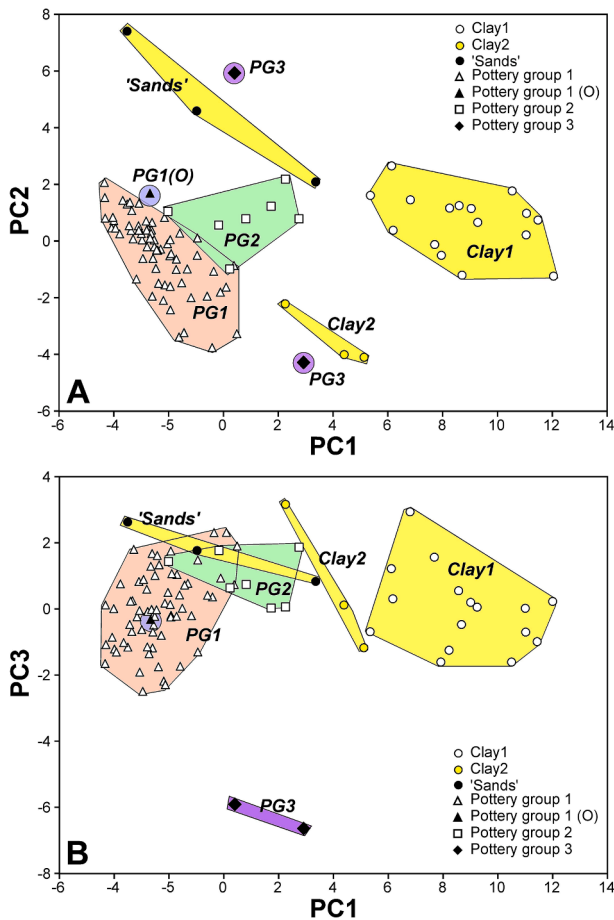 8
6
4
2
0
-2
-4
-6
PC2
'Sands'
PG3
Clay1
Clay2
'Sands'
Pottery group 1
Pottery group 1 (O)
Pottery group 2
Pottery group 3
PG1(O)
PG2
PG1
Clay1
Clay2
PG3
A
-6 -4 -5 0 2 4 6 8 10 12 14
PC1
4
2
0
-2
-4
-6
-8
PC3
'Sands'
Clay2
Clay1
PG2
PG1
PG3
Clay1
Clay2
'Sands'
Pottery group 1
Pottery group 1 (O)
Pottery group 2
Pottery group 3
B
-6 -4 -5 0 2 4 6 8 10 12 14
PC1